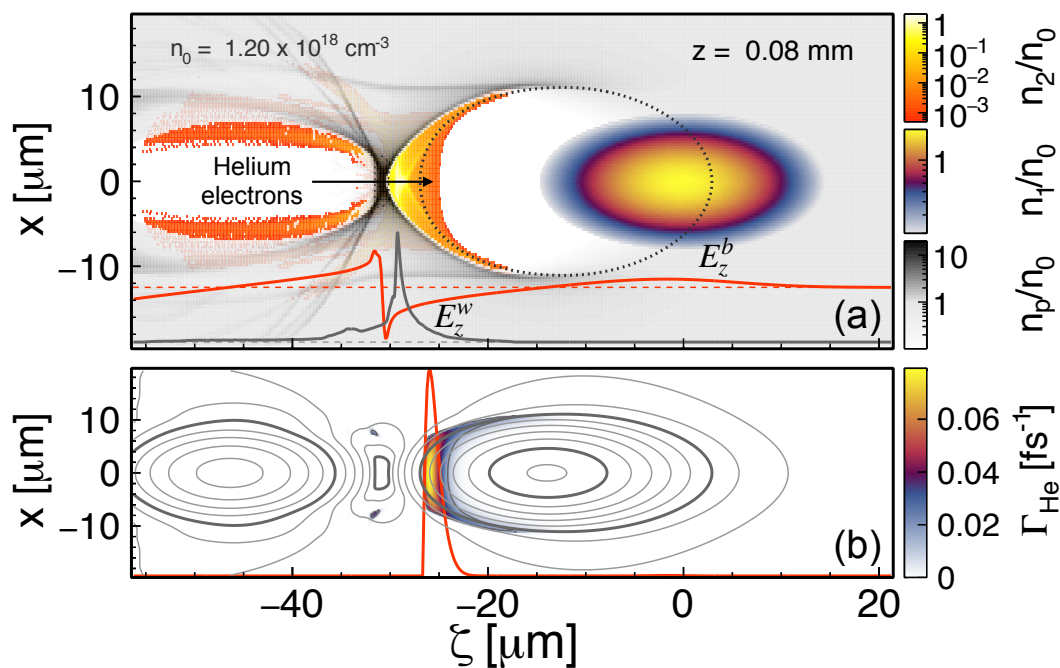 n₀ = 1.20 x 10¹⁸ cm⁻³
z = 0.08 mm
x [μm]
10
0
−10
Helium
electrons
E_z^w
E_z^b
(a)
1
10⁻¹
10⁻²
10⁻³
n₂/n₀
1
n₁/n₀
10
1
nₚ/n₀
x [μm]
10
0
−10
(b)
0.06
0.04
0.02
0
Γ_He [fs⁻¹]
−40
−20
0
20
ζ [μm]